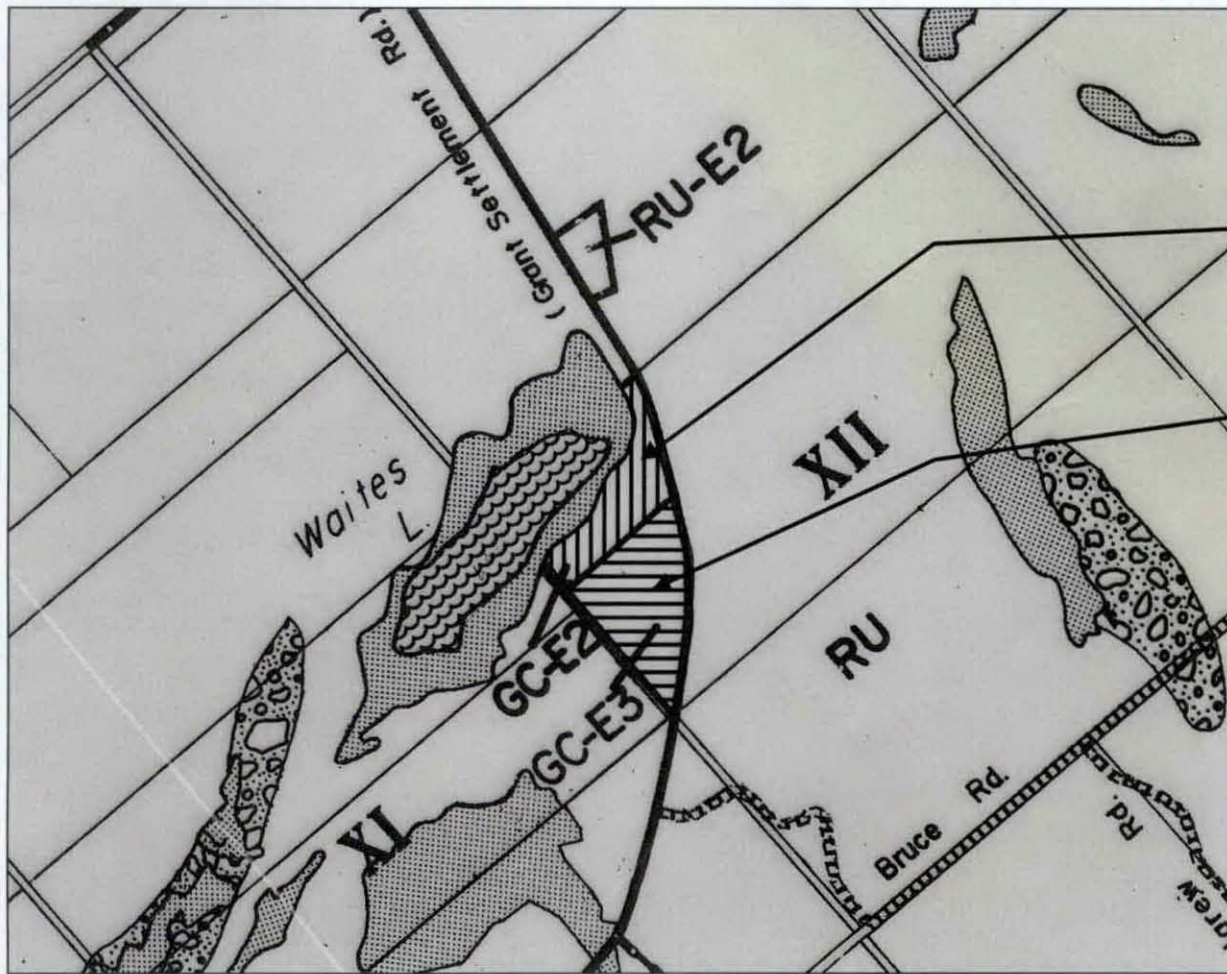 (Grant Settlement Rd.)
RU-E2
XII
Waites
L.
RU
GC-E2
GC-E3
XI
Bruce Rd.
Rd.